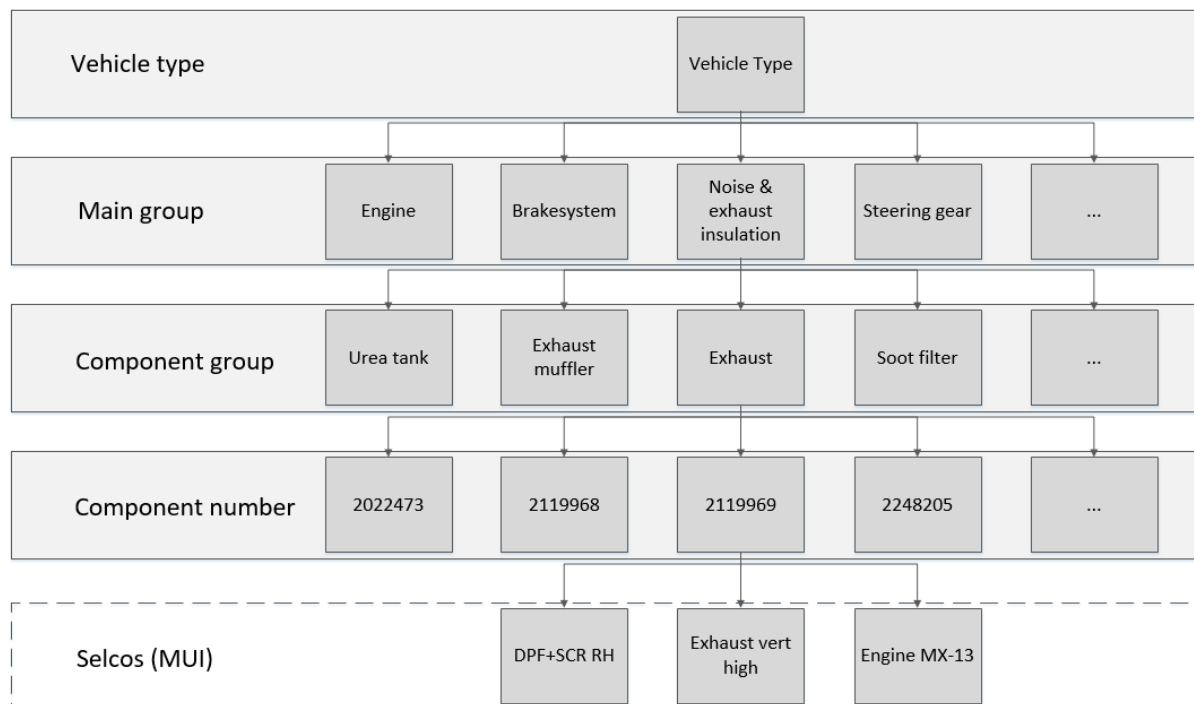 Vehicle type
Vehicle Type
Main group
Engine
Brakesystem
Noise &
exhaust
insulation
Steering gear
...
Component group
Urea tank
Exhaust
muffler
Exhaust
Soot filter
...
Component number
2022473
2119968
2119969
2248205
...
Selcos (MUI)
DPF+SCR RH
Exhaust vert
high
Engine MX-13